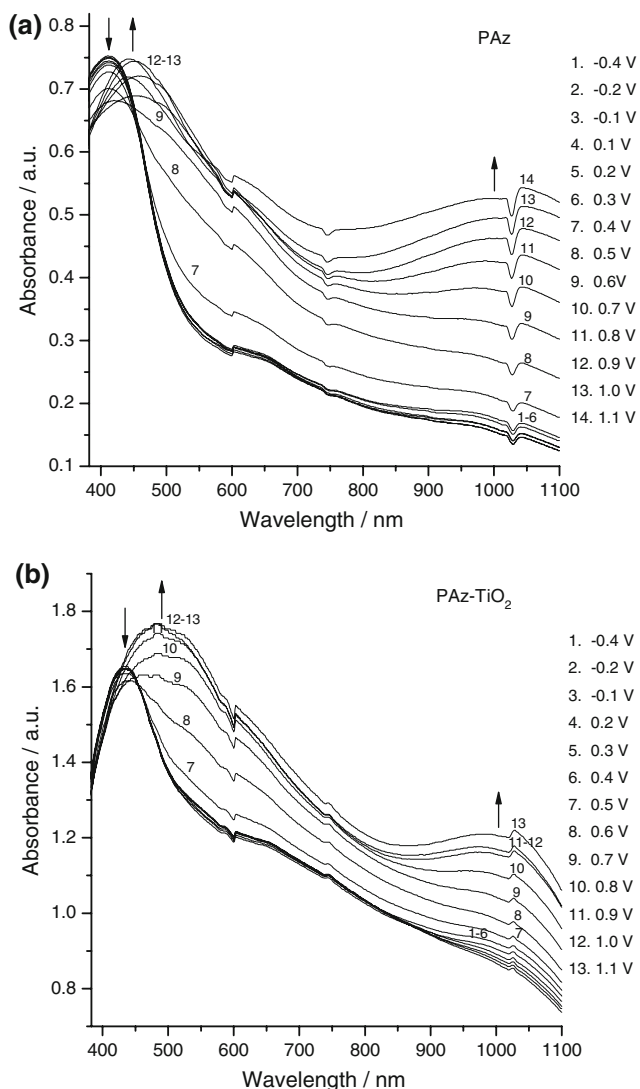 (a)
PAz
0.8
0.7
0.6
0.5
0.4
0.3
0.2
0.1
Absorbance / a.u.
12-13
9
8
7
14
13
12
11
10
9
8
7
1-6
400 500 600 700 800 900 1000 1100
Wavelength / nm
1. -0.4 V
2. -0.2 V
3. -0.1 V
4. 0.1 V
5. 0.2 V
6. 0.3 V
7. 0.4 V
8. 0.5 V
9. 0.6V
10. 0.7 V
11. 0.8 V
12. 0.9 V
13. 1.0 V
14. 1.1 V
(b)
PAz-TiO2
1.8
1.6
1.4
1.2
1.0
0.8
Absorbance / a.u.
12-13
10
9
8
7
13
11-12
10
9
8
7
1-6
400 500 600 700 800 900 1000 1100
Wavelength / nm
1. -0.4 V
2. -0.2 V
3. -0.1 V
4. 0.2 V
5. 0.3 V
6. 0.4 V
7. 0.5 V
8. 0.6 V
9. 0.7 V
10. 0.8 V
11. 0.9 V
12. 1.0 V
13. 1.1 V